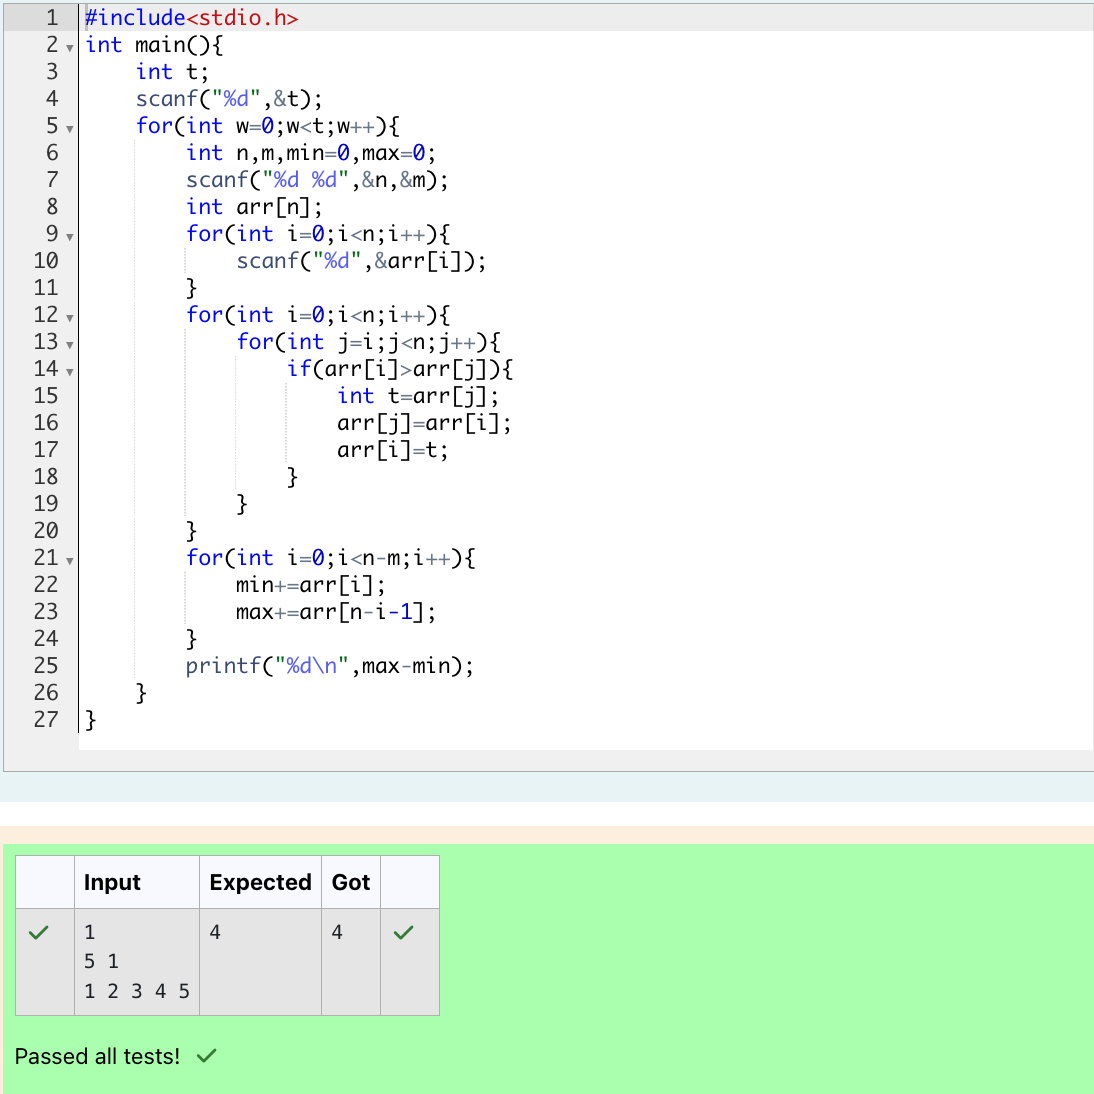 1 #include<stdio.h>
2 int main(){
3     int t;
4     scanf("%d",&t);
5     for(int w=0;w<t;w++){
6         int n,m,min=0,max=0;
7         scanf("%d %d",&n,&m);
8         int arr[n];
9         for(int i=0;i<n;i++){
10             scanf("%d",&arr[i]);
11         }
12         for(int i=0;i<n;i++){
13             for(int j=i;j<n;j++){
14                 if(arr[i]>arr[j]){
15                     int t=arr[j];
16                     arr[j]=arr[i];
17                     arr[i]=t;
18                 }
19             }
20         }
21         for(int i=0;i<n-m;i++){
22             min+=arr[i];
23             max+=arr[n-i-1];
24         }
25         printf("%d\n",max-min);
26     }
27 }
Input Expected Got
1 4 4
5 1
1 2 3 4 5
Passed all tests!